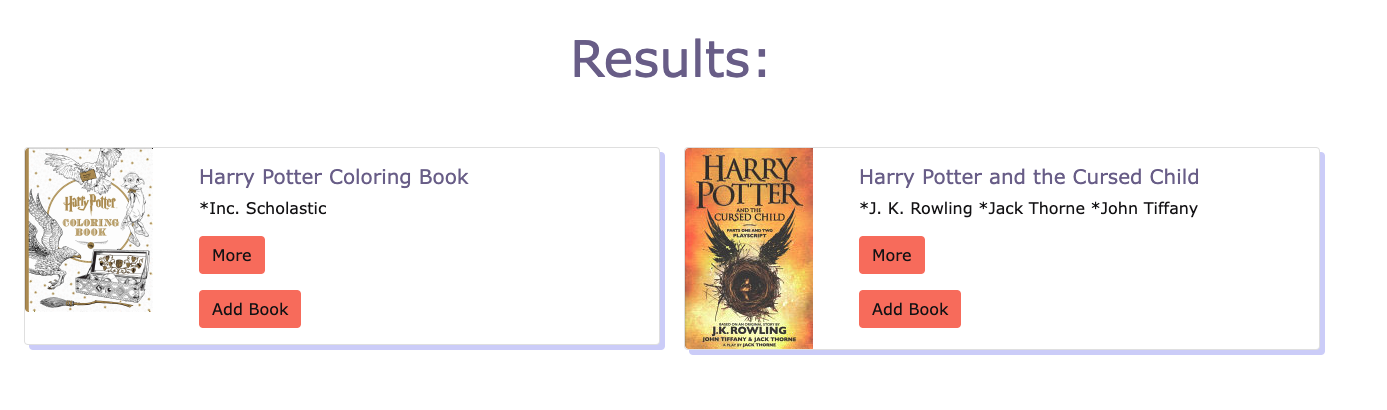 Results:
Harry Potter
COLORING
BOOK
Harry Potter Coloring Book
*Inc. Scholastic
More
Add Book
HARRY
POTTER
AND THE
CURSED CHILD
PARTS ONE AND TWO
PLAYSCRIPT
BASED ON AN ORIGINAL STORY BY
J.K. ROWLING
JOHN TIFFANY & JACK THORNE
A PLAY BY JACK THORNE
Harry Potter and the Cursed Child
*J. K. Rowling *Jack Thorne *John Tiffany
More
Add Book